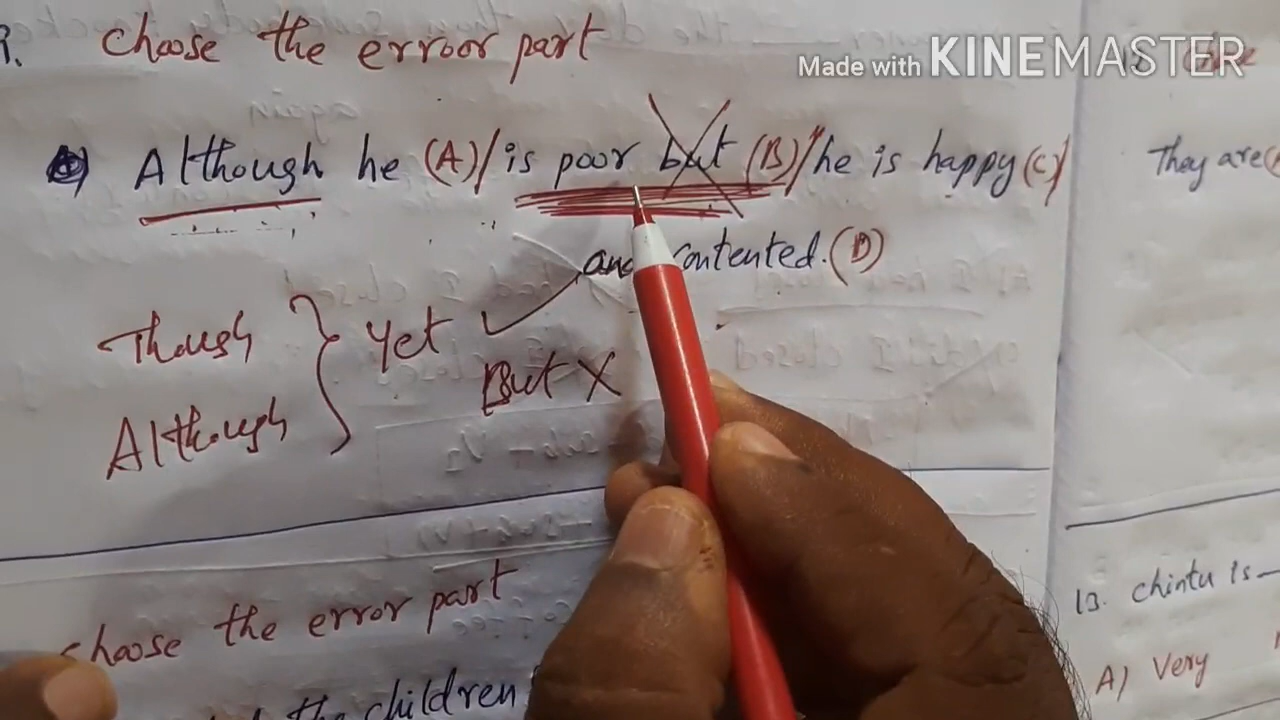 Choose the erroor part
Made with KINEMASTER
Although he (A)/ is poor but (B)/ he is happy (C)/
and contented. (D)
Though
Although
yet
But X
They are
choose the error part
the children
13. chintu is
A) Very